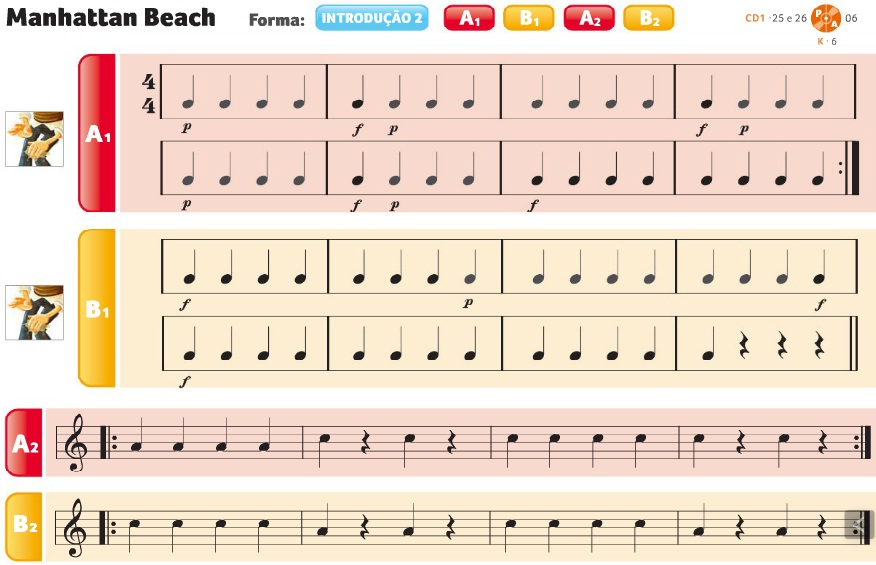 Manhattan Beach Forma: INTRODUÇÃO 2 A1 B1 A2 B2 CD1 · 25 e 26 PA 06
K · 6
A1
4
4
p f p f p
p f p f
B1
f p f
f
A2
B2